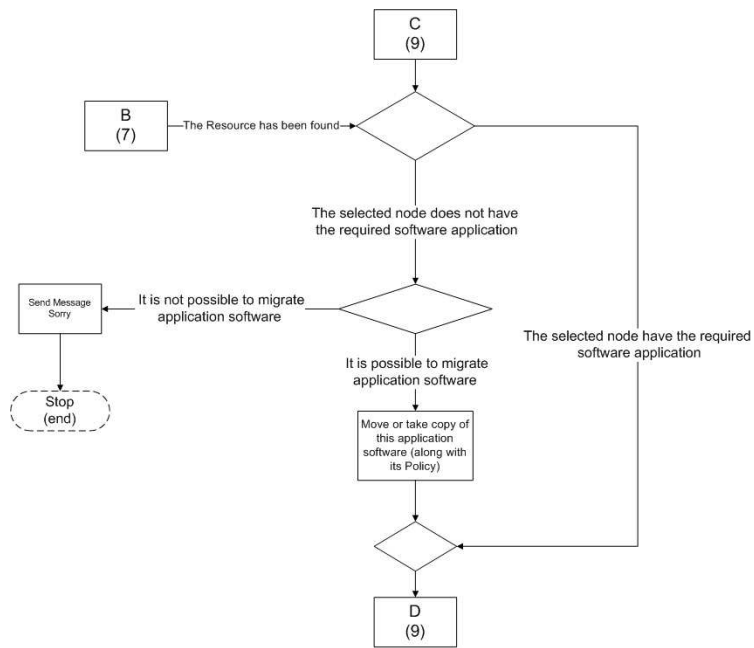 C
(9)
B
(7)
The Resource has been found
The selected node does not have
the required software application
Send Message
Sorry
It is not possible to migrate
application software
The selected node have the required
software application
It is possible to migrate
application software
Stop
(end)
Move or take copy of
this application
software (along with
its Policy)
D
(9)